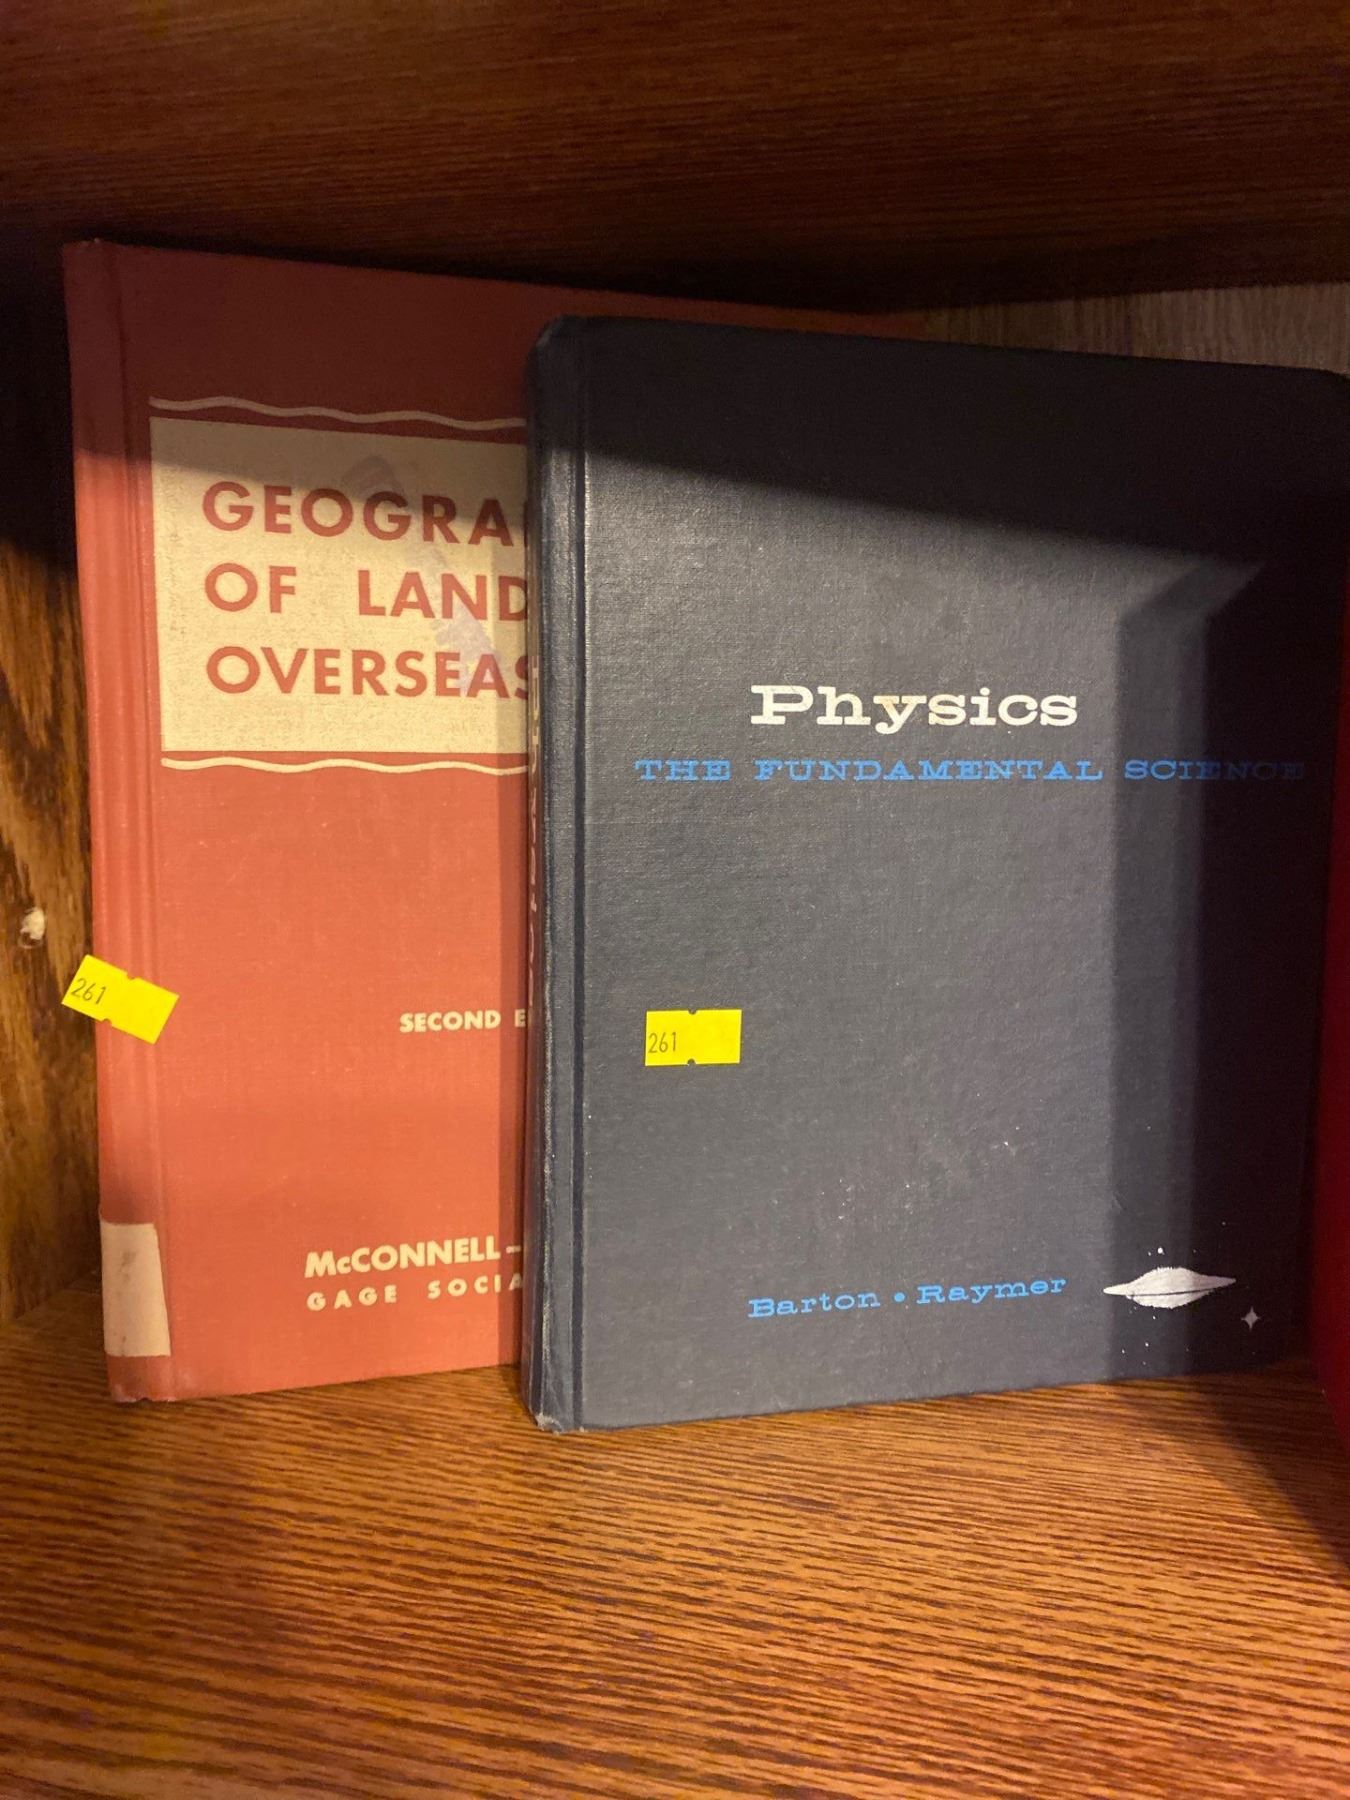 GEOGRA
OF LAND
OVERSEAS
SECOND E
McCONNELL–
GAGE SOCIA
261
Physics
THE FUNDAMENTAL SCIENCE
261
Barton • Raymer